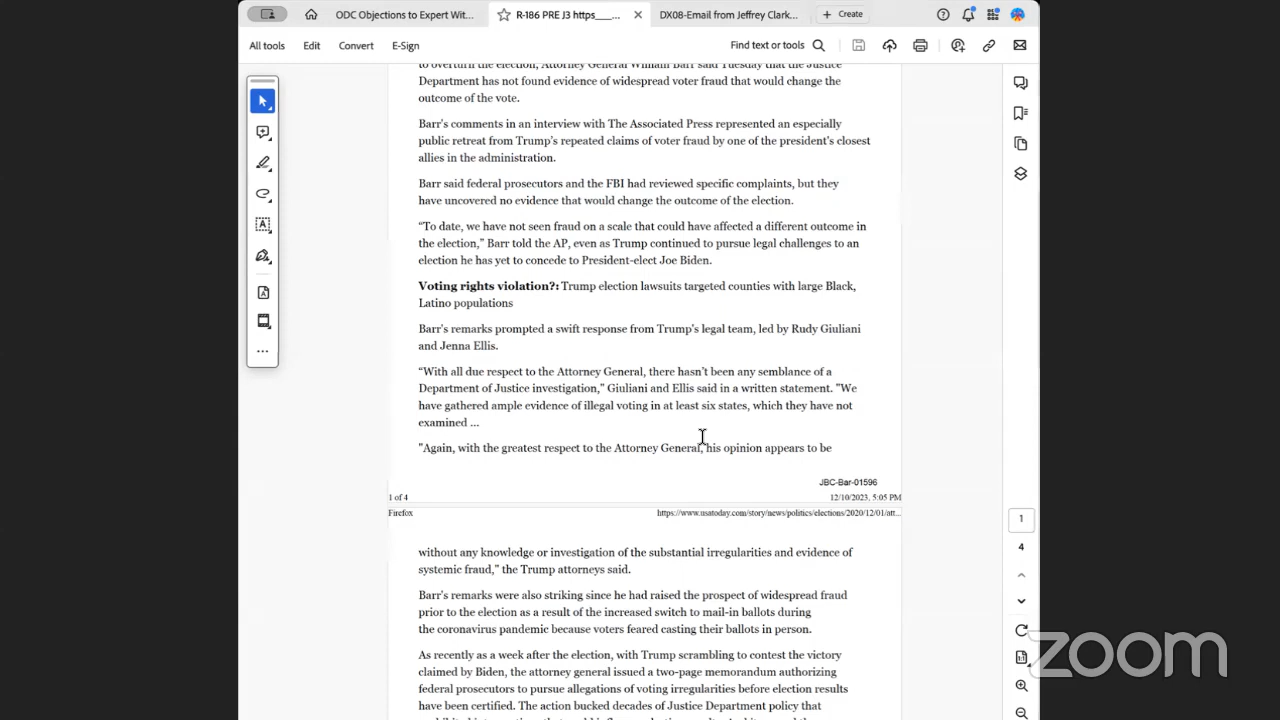 ODC Objections to Expert Wit...
R-186 PRE J3 https____...
DX08-Email from Jeffrey Clark...
+ Create
All tools
Edit
Convert
E-Sign
Find text or tools
to overturn the election, Attorney General William Barr said Tuesday that the Justice
Department has not found evidence of widespread voter fraud that would change the
outcome of the vote.
Barr's comments in an interview with The Associated Press represented an especially
public retreat from Trump's repeated claims of voter fraud by one of the president's closest
allies in the administration.
Barr said federal prosecutors and the FBI had reviewed specific complaints, but they
have uncovered no evidence that would change the outcome of the election.
“To date, we have not seen fraud on a scale that could have affected a different outcome in
the election,” Barr told the AP, even as Trump continued to pursue legal challenges to an
election he has yet to concede to President-elect Joe Biden.
Voting rights violation?: Trump election lawsuits targeted counties with large Black,
Latino populations
Barr's remarks prompted a swift response from Trump's legal team, led by Rudy Giuliani
and Jenna Ellis.
“With all due respect to the Attorney General, there hasn’t been any semblance of a
Department of Justice investigation,” Giuliani and Ellis said in a written statement. "We
have gathered ample evidence of illegal voting in at least six states, which they have not
examined ...
"Again, with the greatest respect to the Attorney General, his opinion appears to be
JBC-Bar-01596
1 of 4
12/10/2023, 5:05 PM
Firefox
https://www.usatoday.com/story/news/politics/elections/2020/12/01/att...
without any knowledge or investigation of the substantial irregularities and evidence of
systemic fraud," the Trump attorneys said.
Barr's remarks were also striking since he had raised the prospect of widespread fraud
prior to the election as a result of the increased switch to mail-in ballots during
the coronavirus pandemic because voters feared casting their ballots in person.
As recently as a week after the election, with Trump scrambling to contest the victory
claimed by Biden, the attorney general issued a two-page memorandum authorizing
federal prosecutors to pursue allegations of voting irregularities before election results
have been certified. The action bucked decades of Justice Department policy that
1
4
zoom